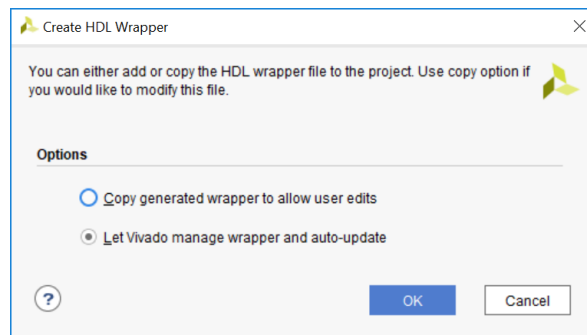 Create HDL Wrapper
You can either add or copy the HDL wrapper file to the project. Use copy option if
you would like to modify this file.
Options
Copy generated wrapper to allow user edits
Let Vivado manage wrapper and auto-update
?
OK
Cancel